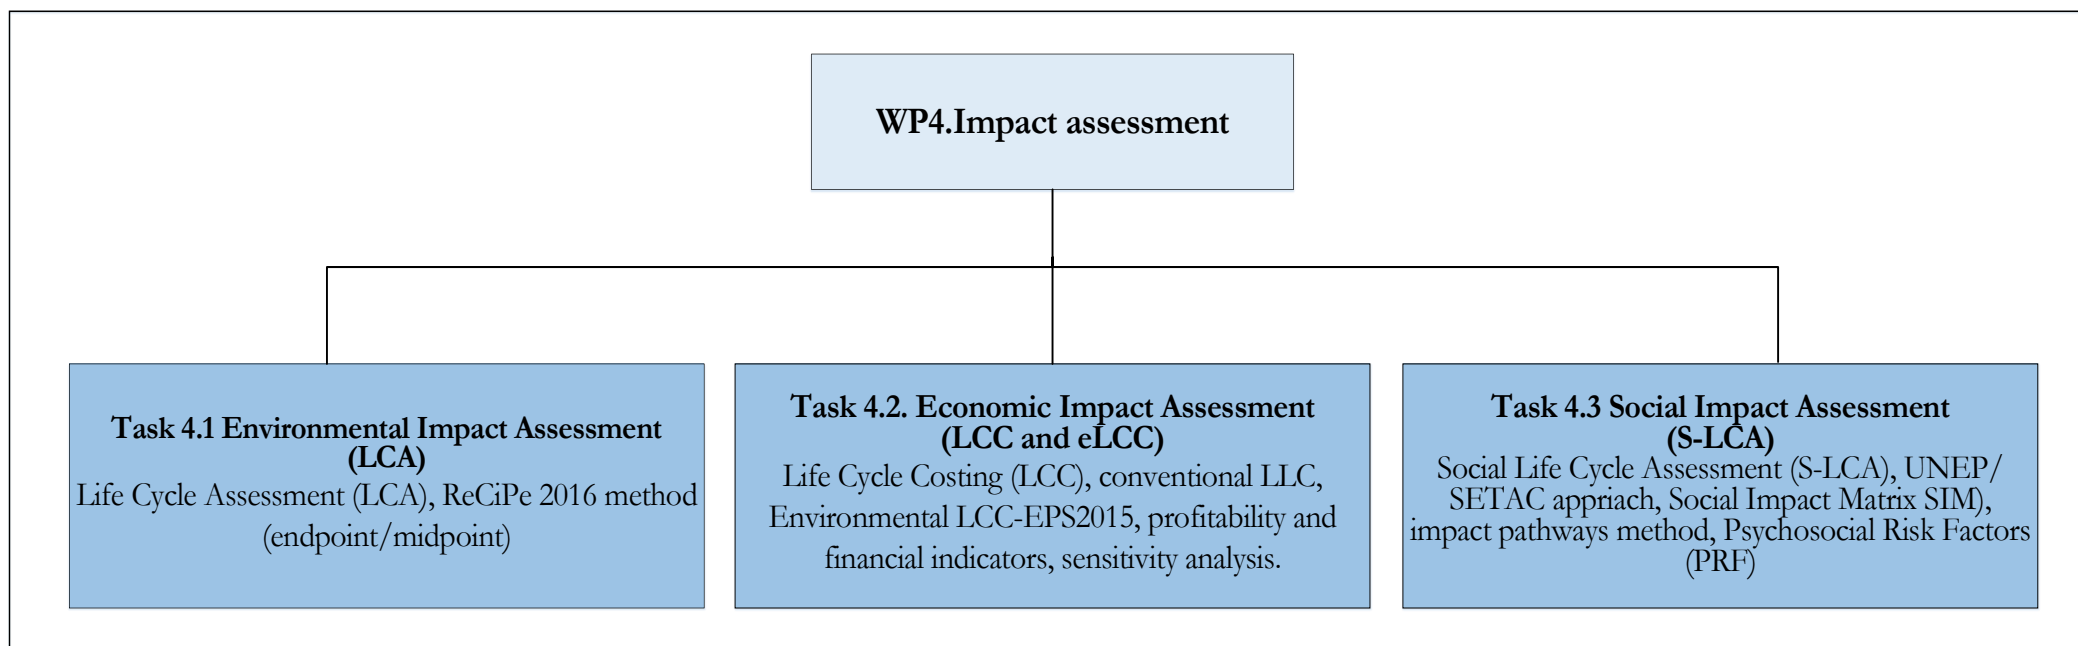 WP4.Impact assessment
Task 4.1 Environmental Impact Assessment
(LCA)
Life Cycle Assessment (LCA), ReCiPe 2016 method
(endpoint/midpoint)
Task 4.2. Economic Impact Assessment
(LCC and eLCC)
Life Cycle Costing (LCC), conventional LLC,
Environmental LCC-EPS2015, profitability and
financial indicators, sensitivity analysis.
Task 4.3 Social Impact Assessment
(S-LCA)
Social Life Cycle Assessment (S-LCA), UNEP/
SETAC appriach, Social Impact Matrix SIM),
impact pathways method, Psychosocial Risk Factors
(PRF)